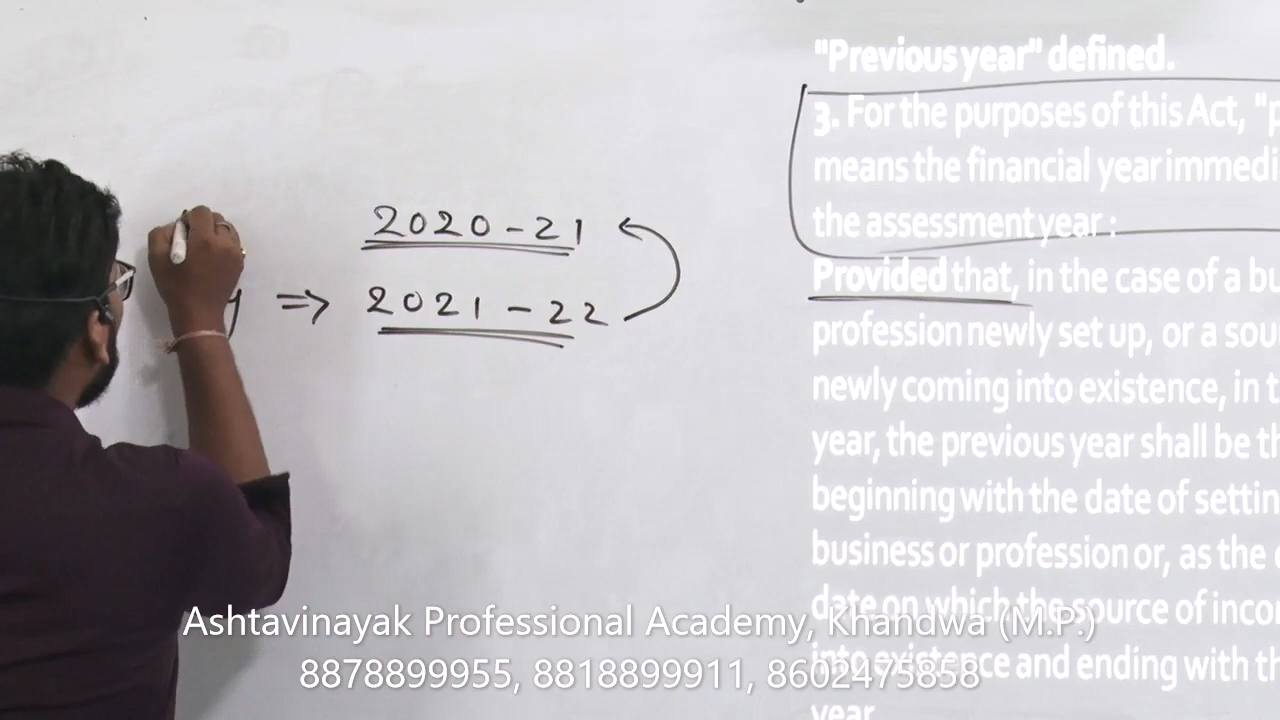 2020-21
y => 2021-22
"Previous year" defined.
3. For the purposes of this Act, "p
means the financial year immedi
the assessment year :
Provided that, in the case of a bu
profession newly set up, or a sou
newly coming into existence, in t
year, the previous year shall be th
beginning with the date of settin
business or profession or, as the c
date on which the source of incom
into existence and ending with th
year.
Ashtavinayak Professional Academy, Khandwa (M.P.)
8878899955, 8818899911, 8602475858